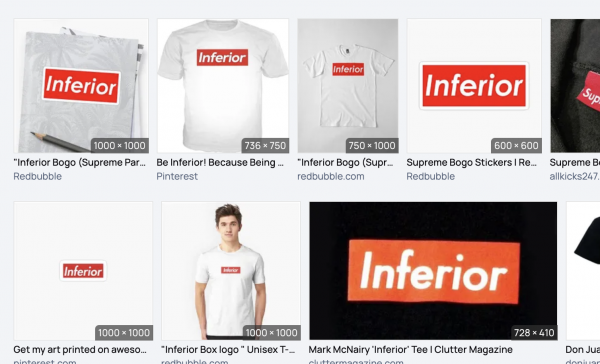 Inferior
Inferior
Inferior
Inferior
Sup
1000 × 1000
736 × 750
750 × 1000
600 × 600
"Inferior Bogo (Supreme Par...
Be Inferior! Because Being ...
"Inferior Bogo (Supr...
Supreme Bogo Stickers | Re...
Supreme Bo
Redbubble
Pinterest
redbubble.com
Redbubble
allkicks247.
Inferior
Inferior
Inferior
1000 × 1000
1000 × 1000
728 × 410
Get my art printed on aweso...
"Inferior Box logo " Unisex T-...
Mark McNairy 'Inferior' Tee | Clutter Magazine
Don Jua
pinterest.com
redbubble.com
cluttermagazine.com
donjuan